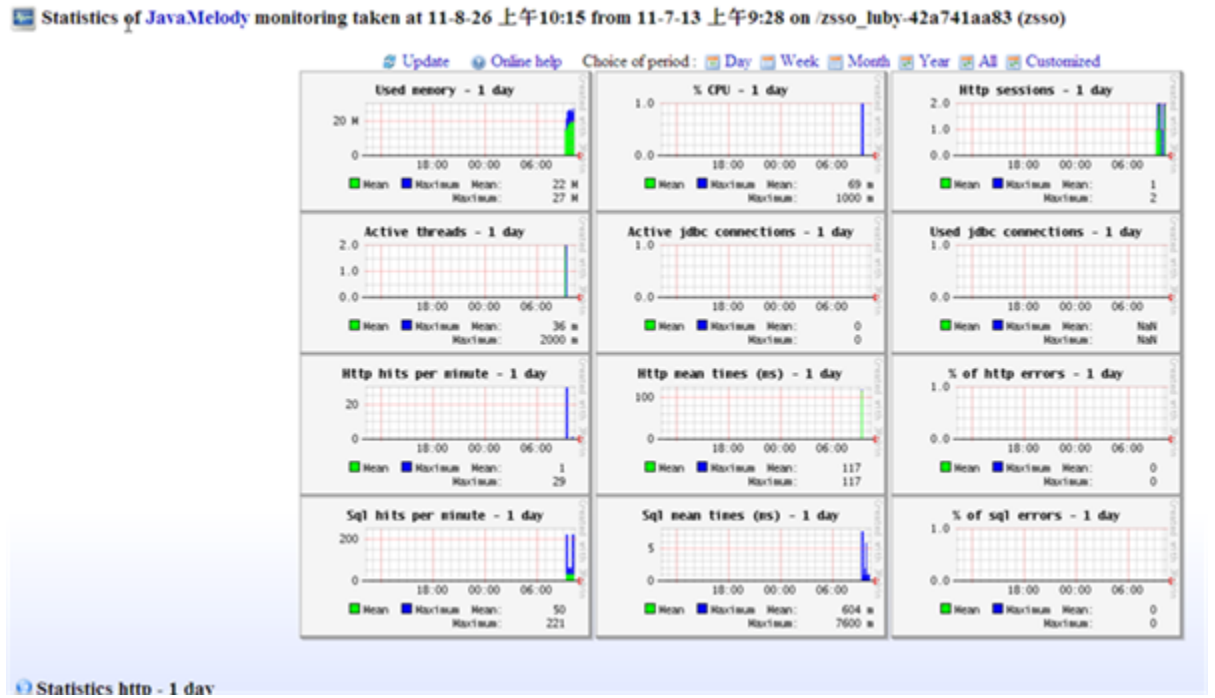 Statistics of JavaMelody monitoring taken at 11-8-26 上午10:15 from 11-7-13 上午9:28 on /zsso_luby-42a741aa83 (zsso)
Update Online help Choice of period : Day Week Month Year All Customized
Used memory - 1 day
20 M
0
18:00 00:00 06:00
Mean Maximum Mean: 22 M
Maximum: 27 M
% CPU - 1 day
1.0
0.0
18:00 00:00 06:00
Mean Maximum Mean: 69 m
Maximum: 1000 m
Http sessions - 1 day
2.0
1.0
0.0
18:00 00:00 06:00
Mean Maximum Mean: 1
Maximum: 2
Active threads - 1 day
2.0
1.0
0.0
18:00 00:00 06:00
Mean Maximum Mean: 36 m
Maximum: 2000 m
Active jdbc connections - 1 day
1.0
0.0
18:00 00:00 06:00
Mean Maximum Mean: 0
Maximum: 0
Used jdbc connections - 1 day
1.0
0.0
18:00 00:00 06:00
Mean Maximum Mean: NaN
Maximum: NaN
Http hits per minute - 1 day
20
0
18:00 00:00 06:00
Mean Maximum Mean: 1
Maximum: 29
Http mean times (ms) - 1 day
100
0
18:00 00:00 06:00
Mean Maximum Mean: 117
Maximum: 117
% of http errors - 1 day
1.0
0.0
18:00 00:00 06:00
Mean Maximum Mean: 0
Maximum: 0
Sql hits per minute - 1 day
200
0
18:00 00:00 06:00
Mean Maximum Mean: 50
Maximum: 221
Sql mean times (ms) - 1 day
5
0
18:00 00:00 06:00
Mean Maximum Mean: 604 m
Maximum: 7600 m
% of sql errors - 1 day
1.0
0.0
18:00 00:00 06:00
Mean Maximum Mean: 0
Maximum: 0
Statistics http - 1 day